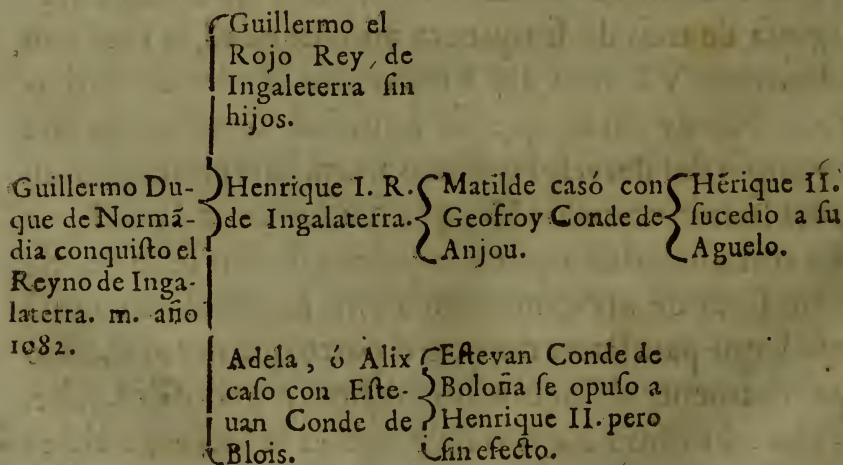 Guillermo el
Rojo Rey, de
Ingaleterra ſin
hijos.
Guillermo Du-
que de Normã-
dia conquiſto el
Reyno de Inga-
laterra. m. año
1082.
Henrique I. R.
de Ingalaterra.
Matilde casó con
Geofroy Conde de
Anjou.
Hẽrique II.
ſucedio a ſu
Aguelo.
Adela, ó Alix
caſo con Eſte-
uan Conde de
Blois.
Eſtevan Conde de
Boloña ſe opuſo a
Henrique II. pero
ſin efecto.